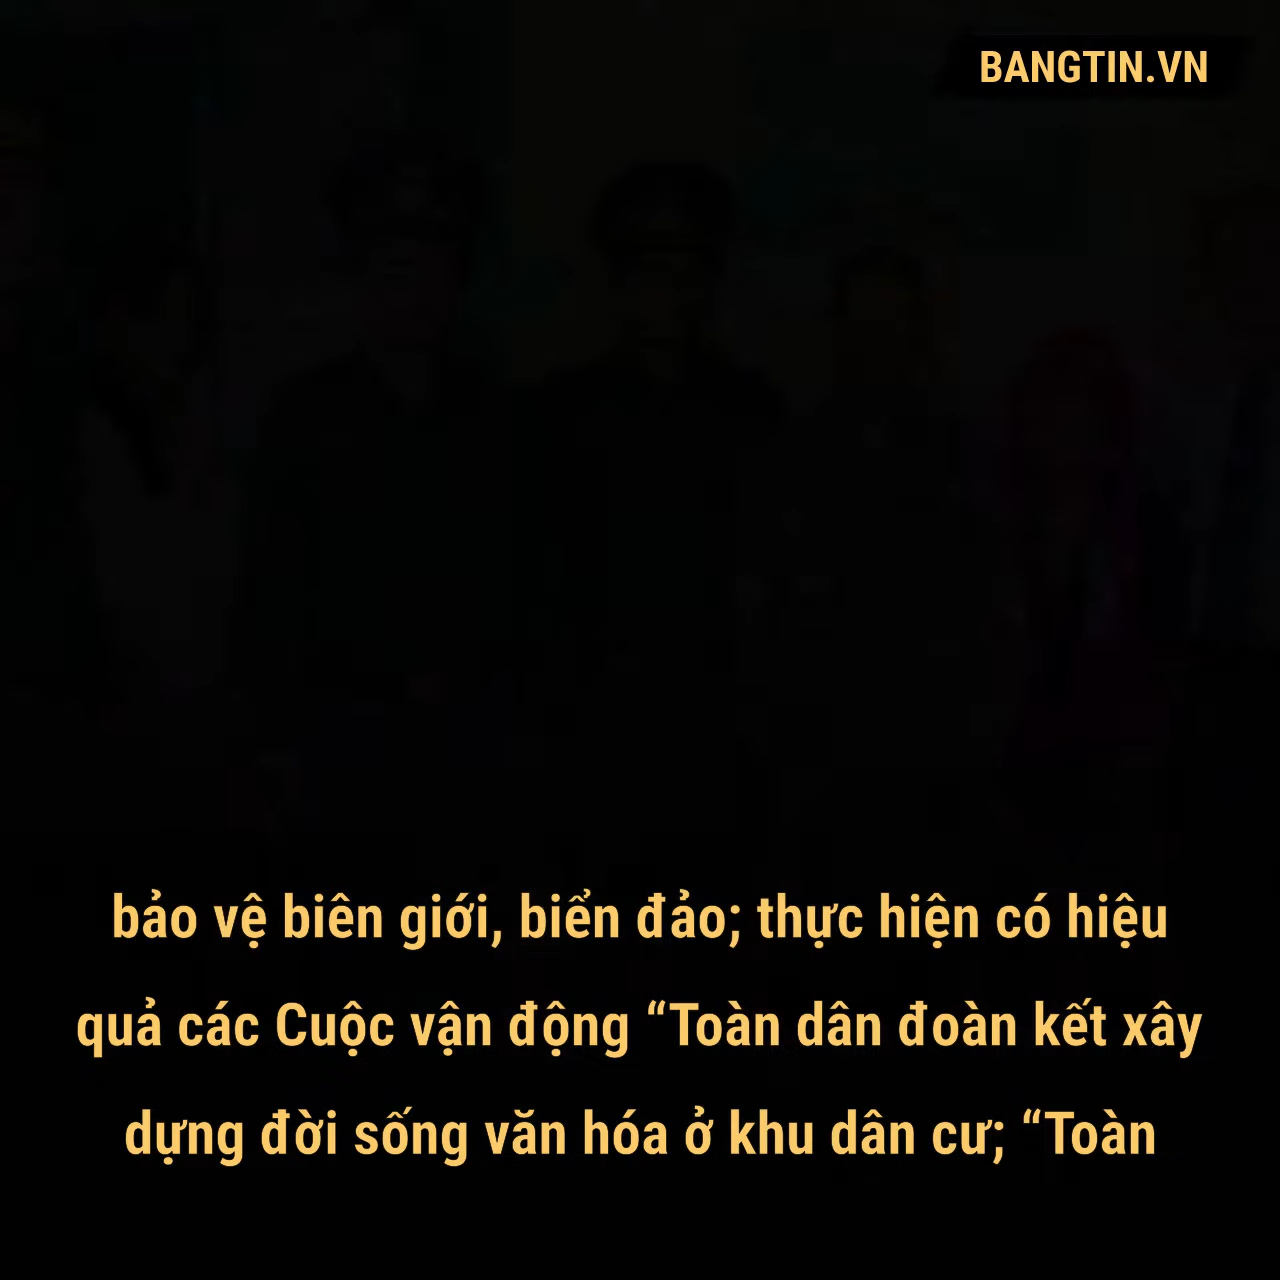 BANGTIN.VN
bảo vệ biên giới, biển đảo; thực hiện có hiệu
quả các Cuộc vận động “Toàn dân đoàn kết xây
dựng đời sống văn hóa ở khu dân cư; “Toàn